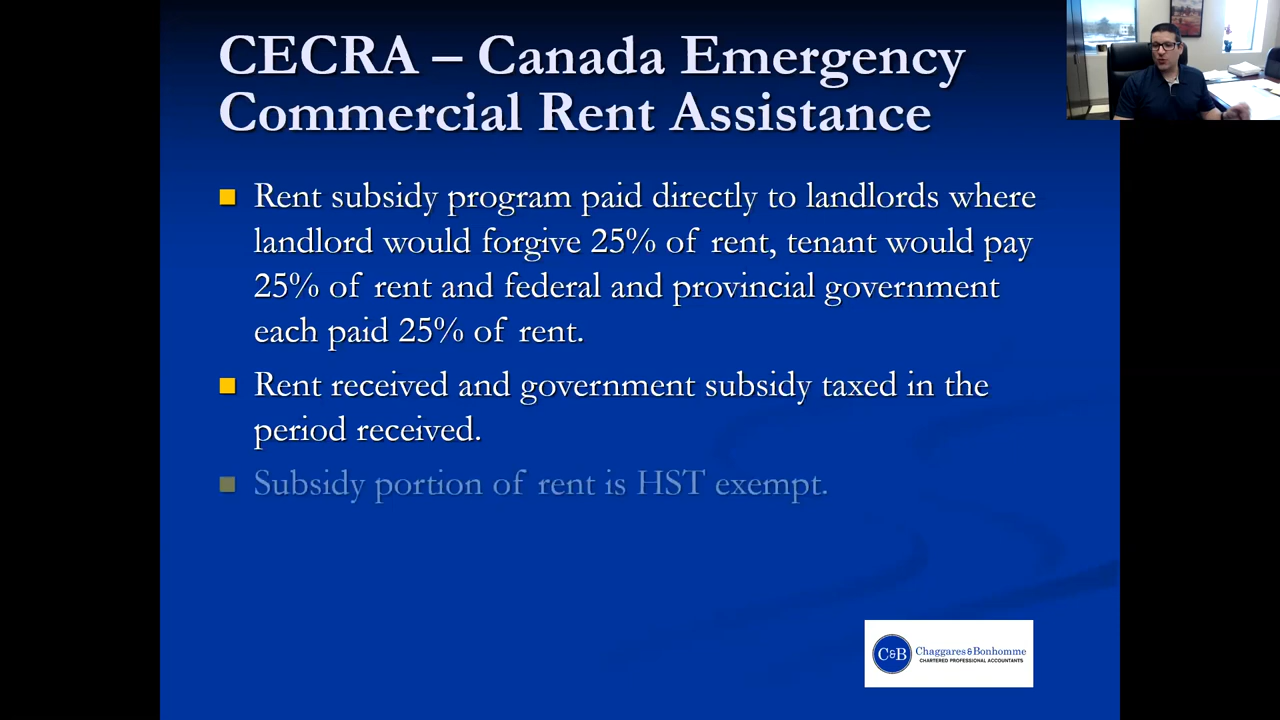 CECRA – Canada Emergency
Commercial Rent Assistance
Rent subsidy program paid directly to landlords where
landlord would forgive 25% of rent, tenant would pay
25% of rent and federal and provincial government
each paid 25% of rent.
Rent received and government subsidy taxed in the
period received.
Subsidy portion of rent is HST exempt.
C&B
Chaggares & Bonhomme
CHARTERED PROFESSIONAL ACCOUNTANTS